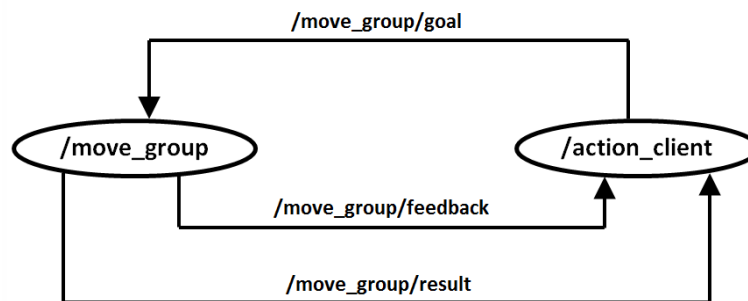 /move_group/goal
/move_group
/action_client
/move_group/feedback
/move_group/result